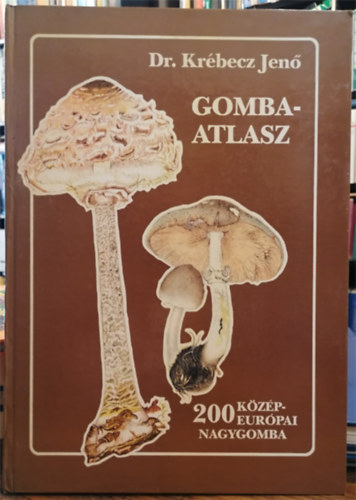 Dr. Krébecz Jenő
GOMBA-
ATLASZ
200 KÖZÉP-
EURÓPAI
NAGYGOMBA